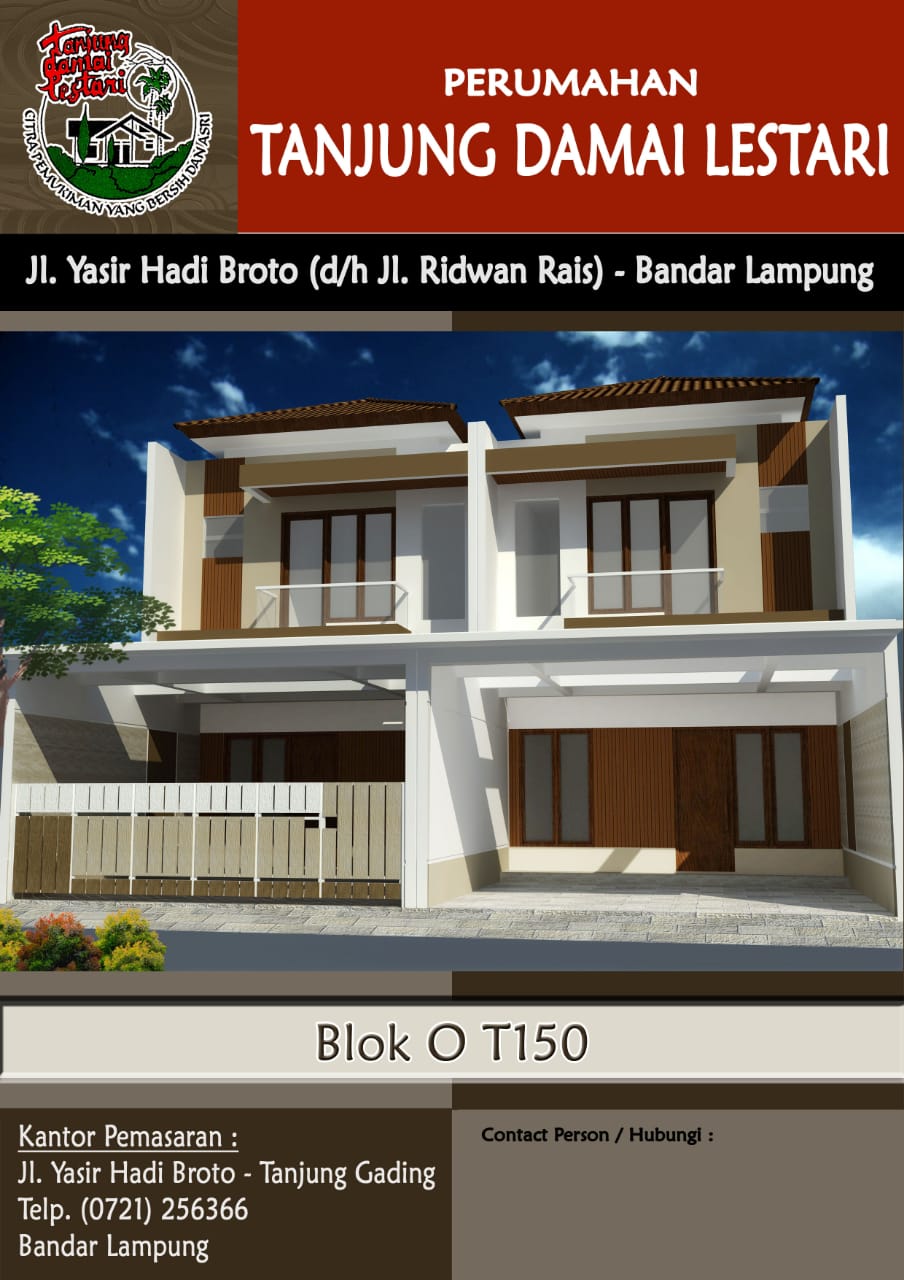 tanjung
damai
lestari
CITRA PEMUKIMAN YANG BERSIH DAN ASRI
PERUMAHAN
TANJUNG DAMAI LESTARI
Jl. Yasir Hadi Broto (d/h Jl. Ridwan Rais) - Bandar Lampung
Blok O T150
Kantor Pemasaran :
Jl. Yasir Hadi Broto - Tanjung Gading
Telp. (0721) 256366
Bandar Lampung
Contact Person / Hubungi :